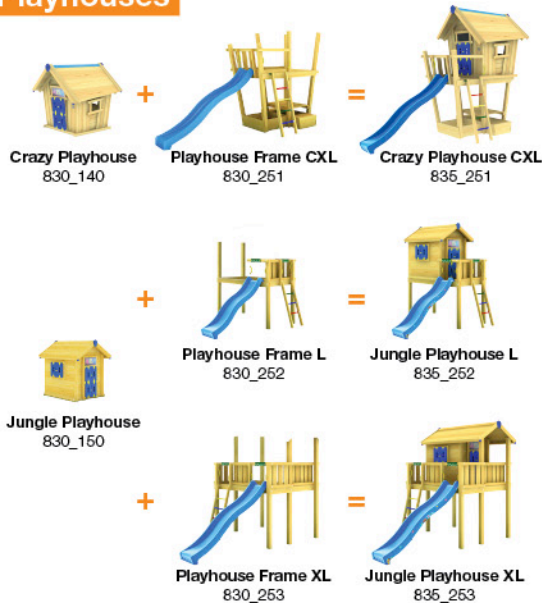 Playhouses
+
=
Crazy Playhouse
830_140
Playhouse Frame CXL
830_251
Crazy Playhouse CXL
835_251
+
=
Playhouse Frame L
830_252
Jungle Playhouse L
835_252
Jungle Playhouse
830_150
+
=
Playhouse Frame XL
830_253
Jungle Playhouse XL
835_253